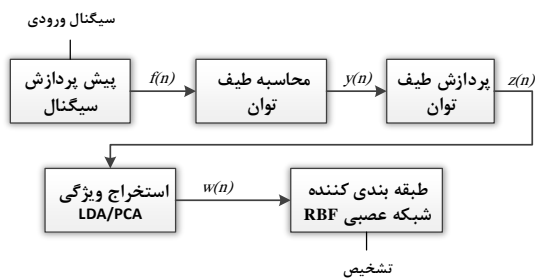 سیگنال ورودی
پیش پردازش
سیگنال
f(n)
محاسبه طیف
توان
y(n)
پردازش طیف
توان
z(n)
استخراج ویژگی
LDA/PCA
w(n)
طبقه بندی کننده
شبکه عصبی RBF
تشخیص